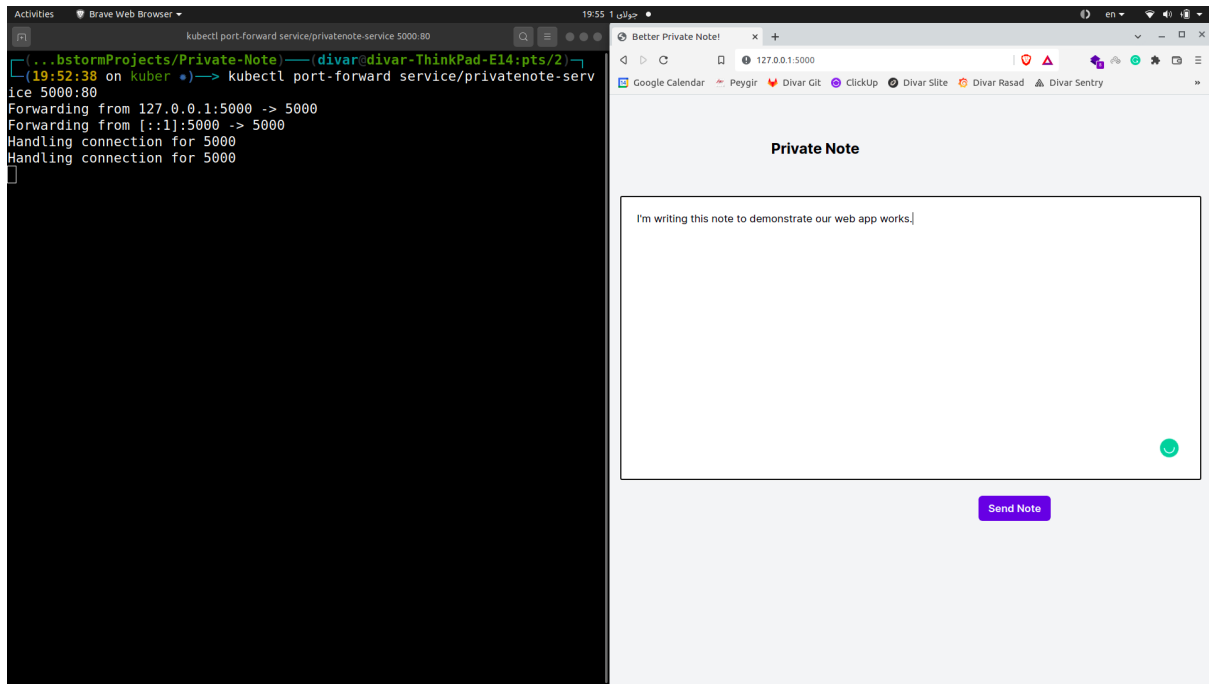 Activities Brave Web Browser 19:55 1 جولای en
kubectl port-forward service/privatenote-service 5000:80
(...bstormProjects/Private-Note)——(divar@divar-ThinkPad-E14:pts/2)
(19:52:38 on kuber ●)——> kubectl port-forward service/privatenote-serv
ice 5000:80
Forwarding from 127.0.0.1:5000 -> 5000
Forwarding from [::1]:5000 -> 5000
Handling connection for 5000
Handling connection for 5000
Better Private Note!
127.0.0.1:5000
Google Calendar Peygir Divar Git ClickUp Divar Slite Divar Rasad Divar Sentry
Private Note
I'm writing this note to demonstrate our web app works.
Send Note